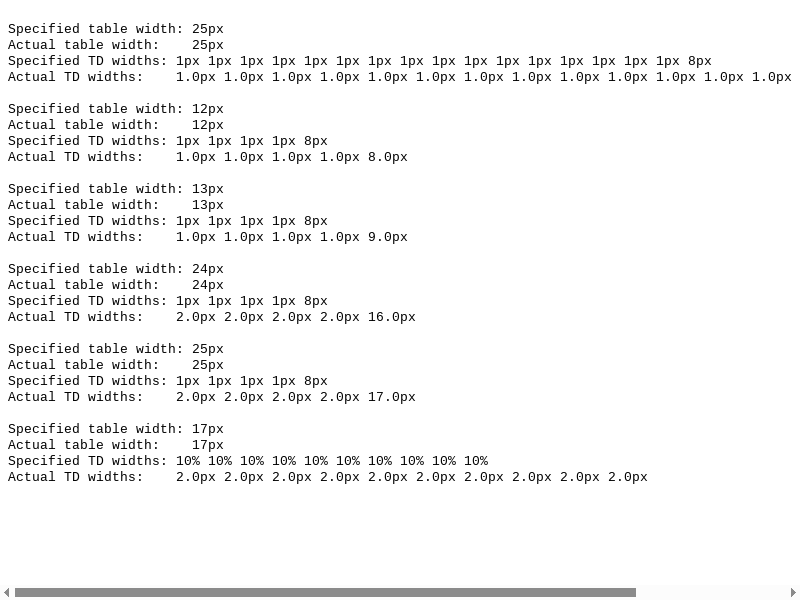 Specified table width: 25px
Actual table width:    25px
Specified TD widths: 1px 1px 1px 1px 1px 1px 1px 1px 1px 1px 1px 1px 1px 1px 1px 1px 8px
Actual TD widths:    1.0px 1.0px 1.0px 1.0px 1.0px 1.0px 1.0px 1.0px 1.0px 1.0px 1.0px 1.0px 1.0px
Specified table width: 12px
Actual table width:    12px
Specified TD widths: 1px 1px 1px 1px 8px
Actual TD widths:    1.0px 1.0px 1.0px 1.0px 8.0px
Specified table width: 13px
Actual table width:    13px
Specified TD widths: 1px 1px 1px 1px 8px
Actual TD widths:    1.0px 1.0px 1.0px 1.0px 9.0px
Specified table width: 24px
Actual table width:    24px
Specified TD widths: 1px 1px 1px 1px 8px
Actual TD widths:    2.0px 2.0px 2.0px 2.0px 16.0px
Specified table width: 25px
Actual table width:    25px
Specified TD widths: 1px 1px 1px 1px 8px
Actual TD widths:    2.0px 2.0px 2.0px 2.0px 17.0px
Specified table width: 17px
Actual table width:    17px
Specified TD widths: 10% 10% 10% 10% 10% 10% 10% 10% 10% 10%
Actual TD widths:    2.0px 2.0px 2.0px 2.0px 2.0px 2.0px 2.0px 2.0px 2.0px 2.0px